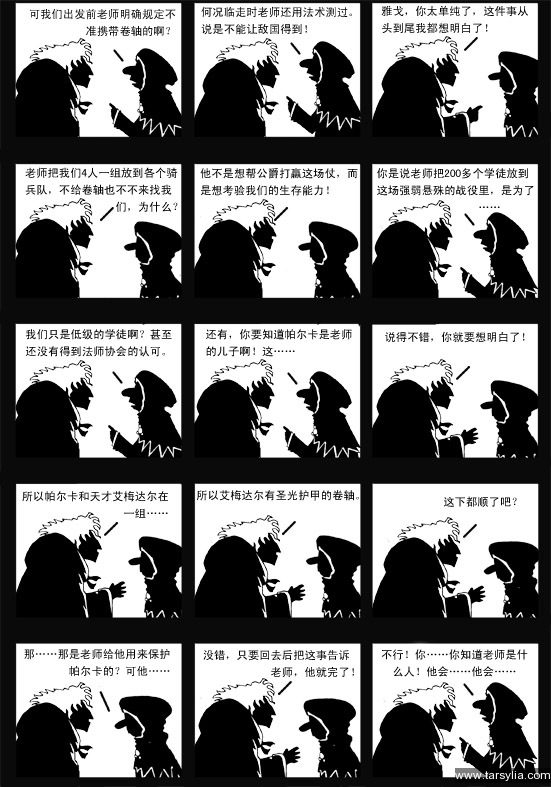 可我们出发前老师明确规定不
准携带卷轴的啊？
何况临走时老师还用法术测过。
说是不能让敌国得到！
雅戈，你太单纯了，这件事从
头到尾我都想明白了！
老师把我们4人一组放到各个骑
兵队，不给卷轴也不不来找我
们，为什么？
他不是想帮公爵打赢这场仗，而
是想考验我们的生存能力！
你是说老师把200多个学徒放到
这场强弱悬殊的战役里，是为了
……
我们只是低级的学徒啊？甚至
还没有得到法师协会的认可。
还有，你要知道帕尔卡是老师
的儿子啊！这……
说得不错，你就要想明白了！
所以帕尔卡和天才艾梅达尔在
一组……
所以艾梅达尔有圣光护甲的卷轴。
这下都顺了吧？
那……那是老师给他用来保护
帕尔卡的？可他……
没错，只要回去后把这事告诉
老师，他就完了！
不行！你……你知道老师是什
么人！他会……他会……
www.tarsylia.com